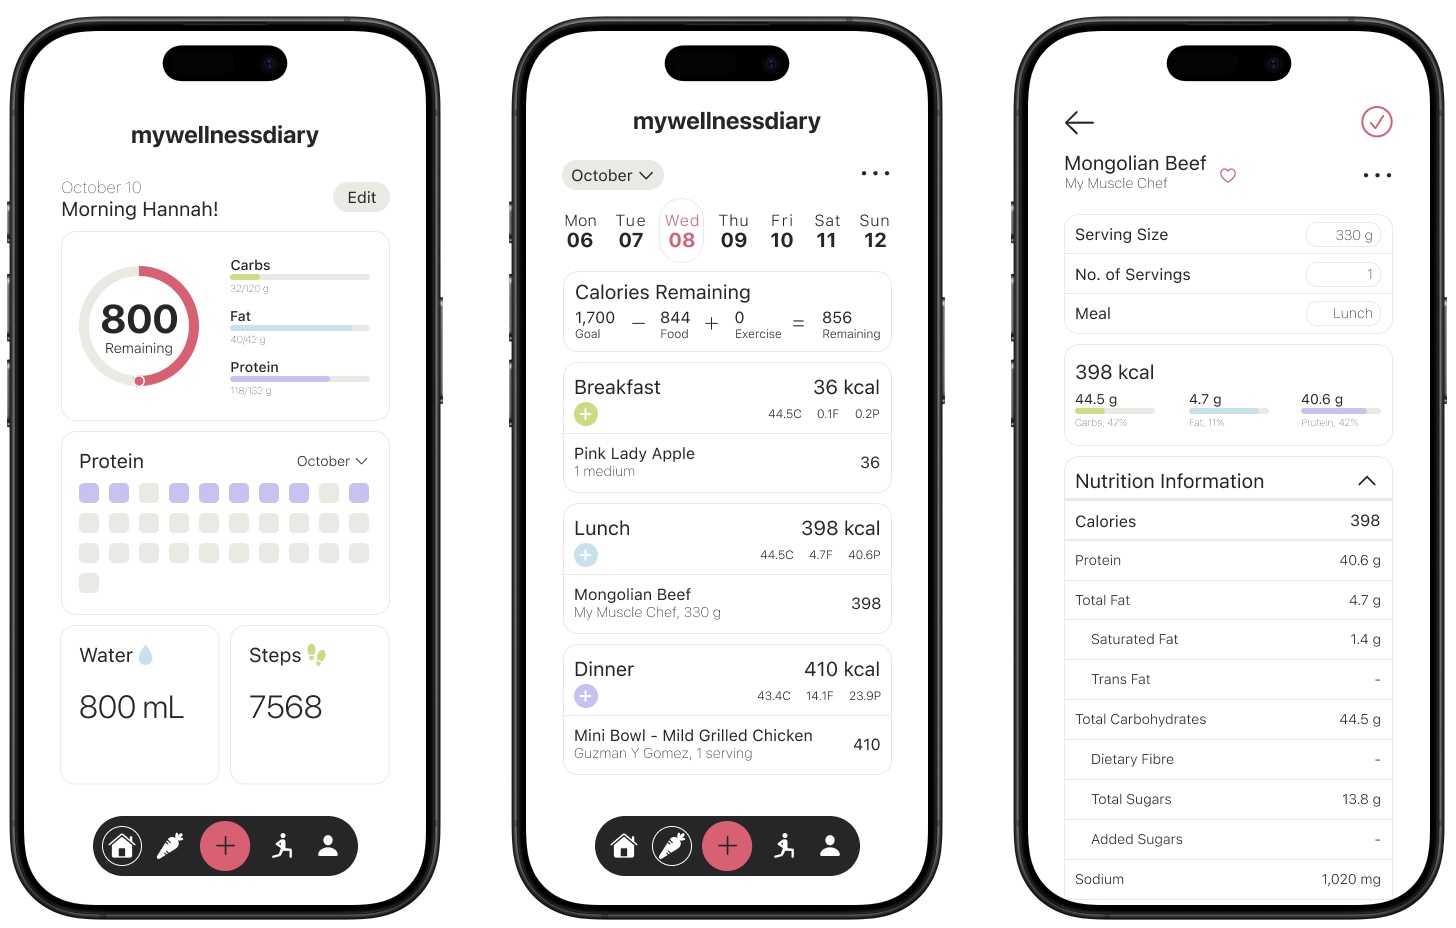 mywellnessdiary
October 10
Morning Hannah!
Edit
800
Remaining
Carbs
32/120 g
Fat
40/42 g
Protein
118/132 g
Protein
October
Water
800 mL
Steps
7568
mywellnessdiary
October
Mon Tue Wed Thu Fri Sat Sun
06 07 08 09 10 11 12
Calories Remaining
1,700 − 844 + 0 = 856
Goal Food Exercise Remaining
Breakfast 36 kcal
44.5C 0.1F 0.2P
Pink Lady Apple 36
1 medium
Lunch 398 kcal
44.5C 4.7F 40.6P
Mongolian Beef 398
My Muscle Chef, 330 g
Dinner 410 kcal
43.4C 14.1F 23.9P
Mini Bowl - Mild Grilled Chicken 410
Guzman Y Gomez, 1 serving
Mongolian Beef
My Muscle Chef
Serving Size 330 g
No. of Servings 1
Meal Lunch
398 kcal
44.5 g 4.7 g 40.6 g
Carbs, 47% Fat, 11% Protein, 42%
Nutrition Information
Calories 398
Protein 40.6 g
Total Fat 4.7 g
Saturated Fat 1.4 g
Trans Fat -
Total Carbohydrates 44.5 g
Dietary Fibre -
Total Sugars 13.8 g
Added Sugars -
Sodium 1,020 mg